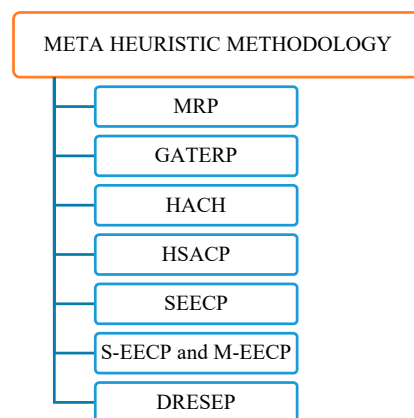 META HEURISTIC METHODOLOGY
MRP
GATERP
HACH
HSACP
SEECP
S-EECP and M-EECP
DRESEP